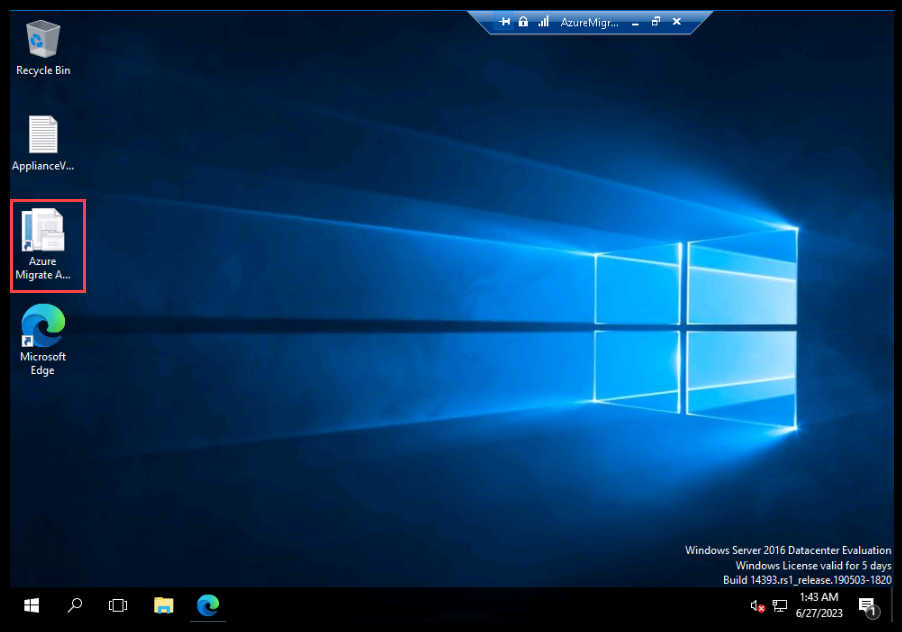 AzureMigr...
Recycle Bin
ApplianceV...
Azure
Migrate A...
Microsoft
Edge
Windows Server 2016 Datacenter Evaluation
Windows License valid for 5 days
Build 14393.rs1_release.190503-1820
1:43 AM
6/27/2023
1